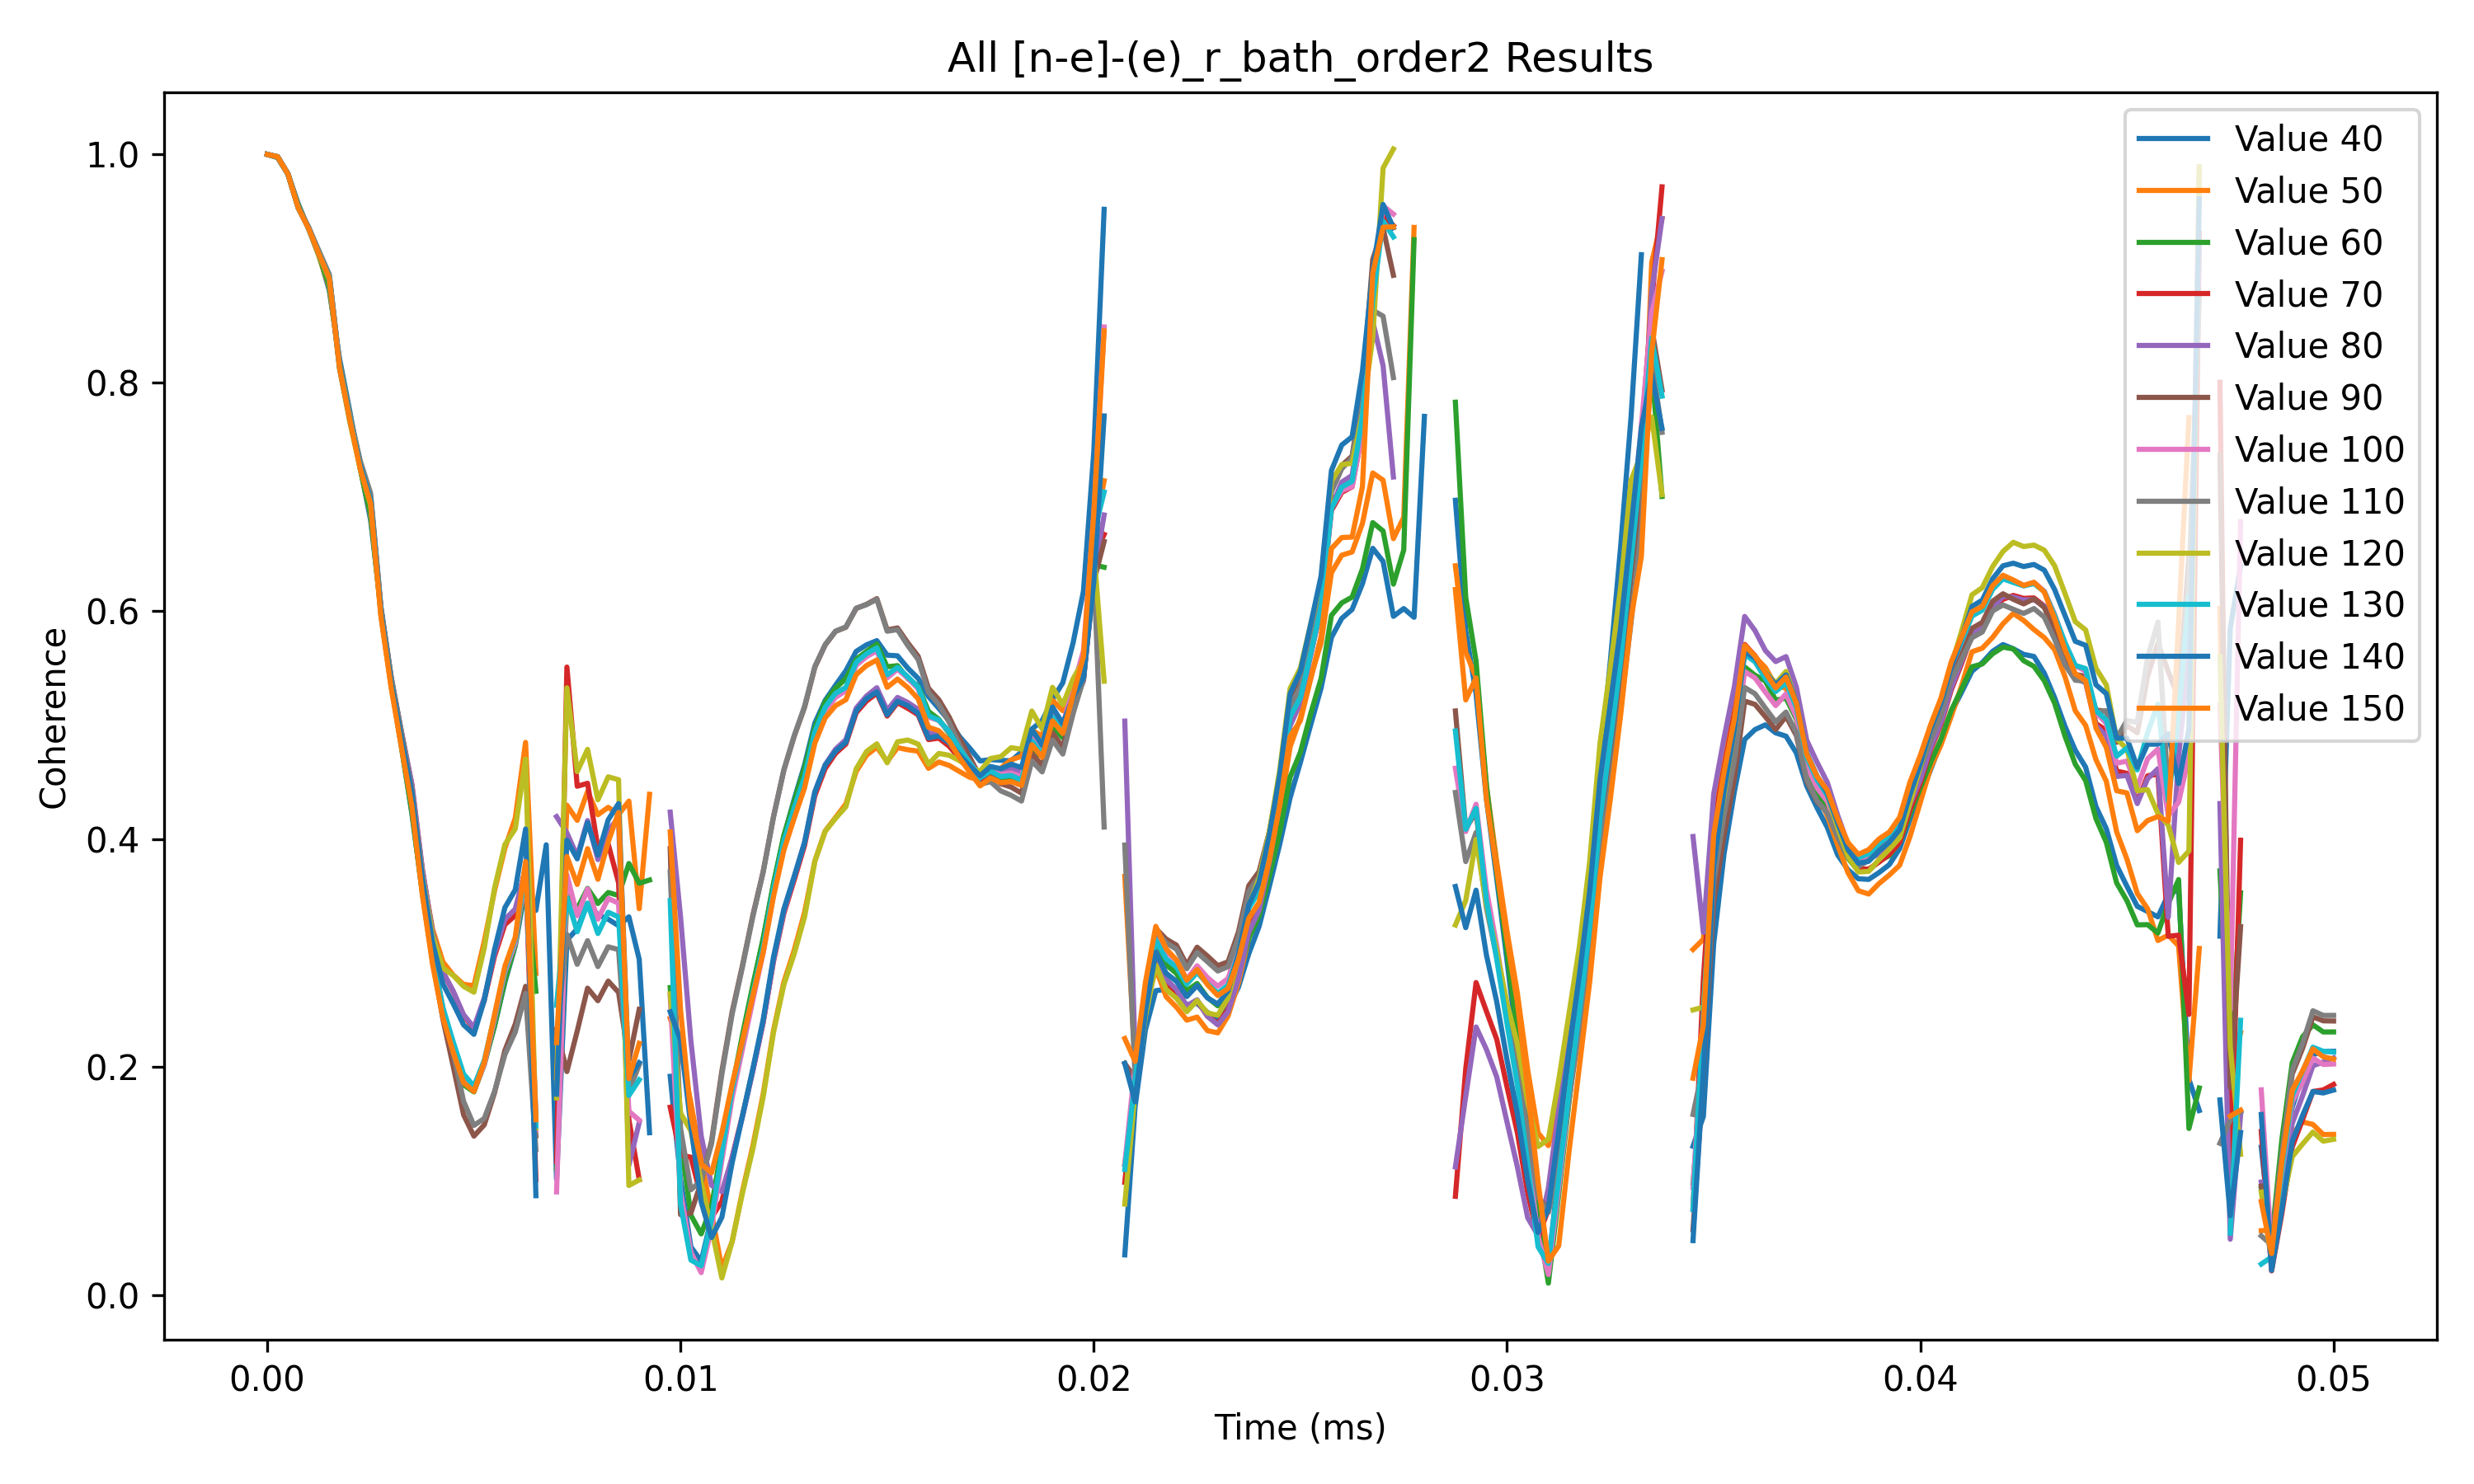 All [n-e]-(e)_r_bath_order2 Results
Coherence
1.0
0.8
0.6
0.4
0.2
0.0
0.00
0.01
0.02
0.03
0.04
0.05
Time (ms)
Value 40
Value 50
Value 60
Value 70
Value 80
Value 90
Value 100
Value 110
Value 120
Value 130
Value 140
Value 150